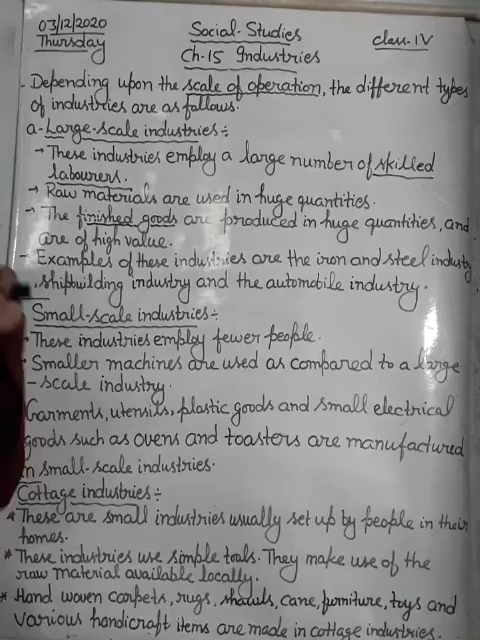 03/12/2020 Social-Studies class-IV
Thursday Ch-15 Industries
- Depending upon the scale of operation, the different types
of industries are as follows.
a- Large-scale industries:-
→ These industries employ a large number of skilled
labourers.
→ Raw materials are used in huge quantities.
→ The finished goods are produced in huge quantities, and
are of high value.
- Examples of these industries are the iron and steel industry
, shipbuilding industry and the automobile industry.
Small-scale industries:-
• These industries employ fewer people.
• Smaller machines are used as compared to a large
-scale industry.
Garments, utensils, plastic goods and small electrical
goods such as ovens and toasters are manufactured
in small-scale industries.
Cottage industries:-
* These are small industries usually set up by people in their
homes.
* These industries use simple tools. They make use of the
raw material available locally.
* Hand woven carpets, rugs, shawls, cane, furniture, toys and
various handicraft items are made in cottage industries.